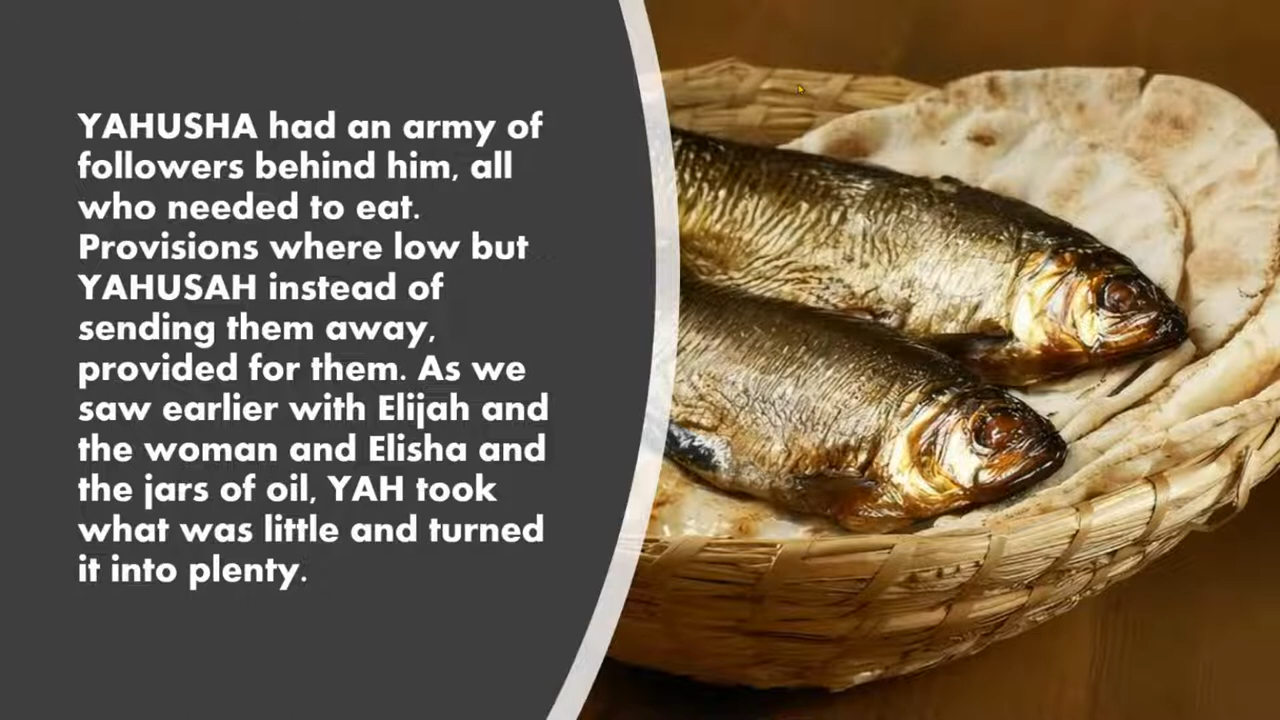 YAHUSHA had an army of
followers behind him, all
who needed to eat.
Provisions where low but
YAHUSAH instead of
sending them away,
provided for them. As we
saw earlier with Elijah and
the woman and Elisha and
the jars of oil, YAH took
what was little and turned
it into plenty.